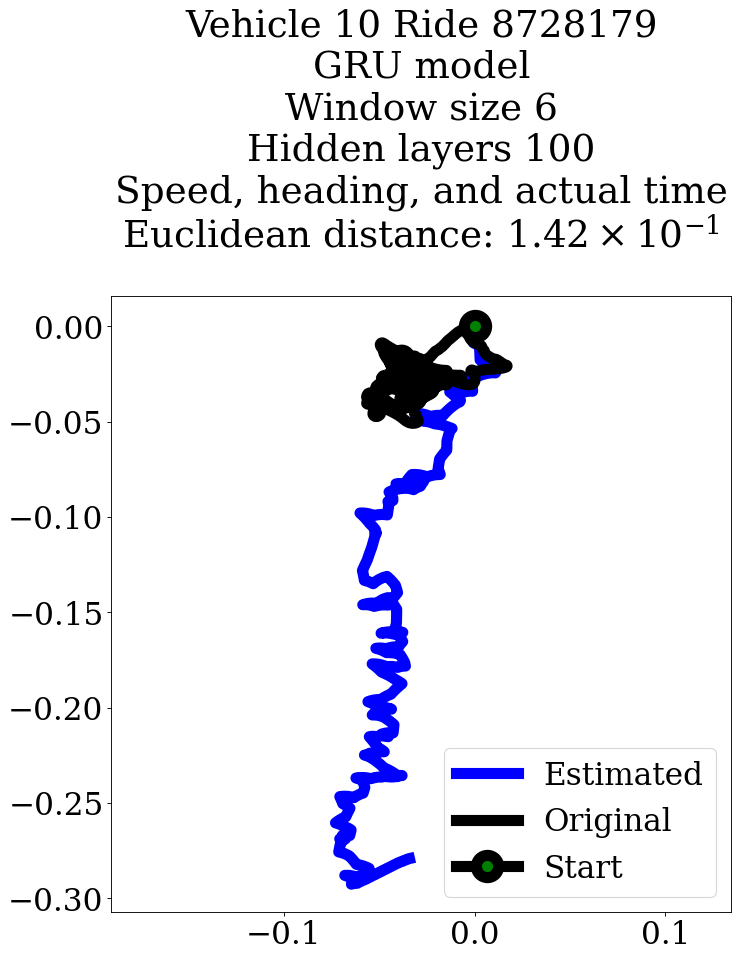 Vehicle 10 Ride 8728179
GRU model
Window size 6
Hidden layers 100
Speed, heading, and actual time
Euclidean distance: 1.42 × 10⁻¹
0.00
−0.05
−0.10
−0.15
−0.20
−0.25
−0.30
−0.1
0.0
0.1
Estimated
Original
Start